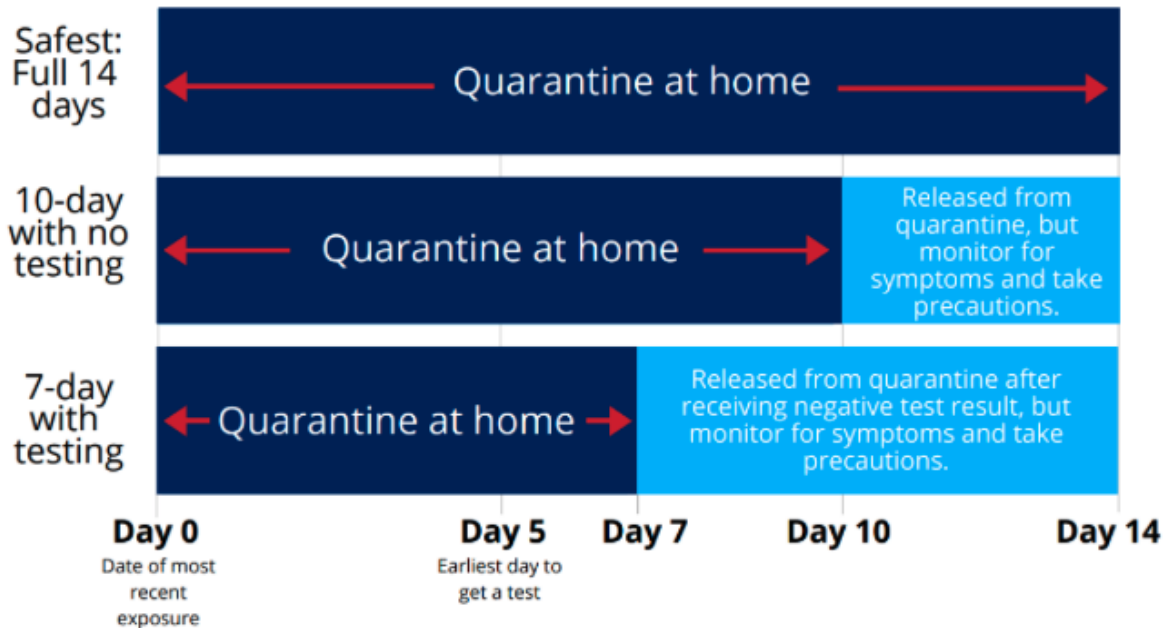 Safest:
Full 14
days
Quarantine at home
10-day
with no
testing
Quarantine at home
Released from
quarantine, but
monitor for
symptoms and take
precautions.
7-day
with
testing
Quarantine at home
Released from quarantine after
receiving negative test result, but
monitor for symptoms and take
precautions.
Day 0
Date of most
recent
exposure
Day 5
Earliest day to
get a test
Day 7
Day 10
Day 14